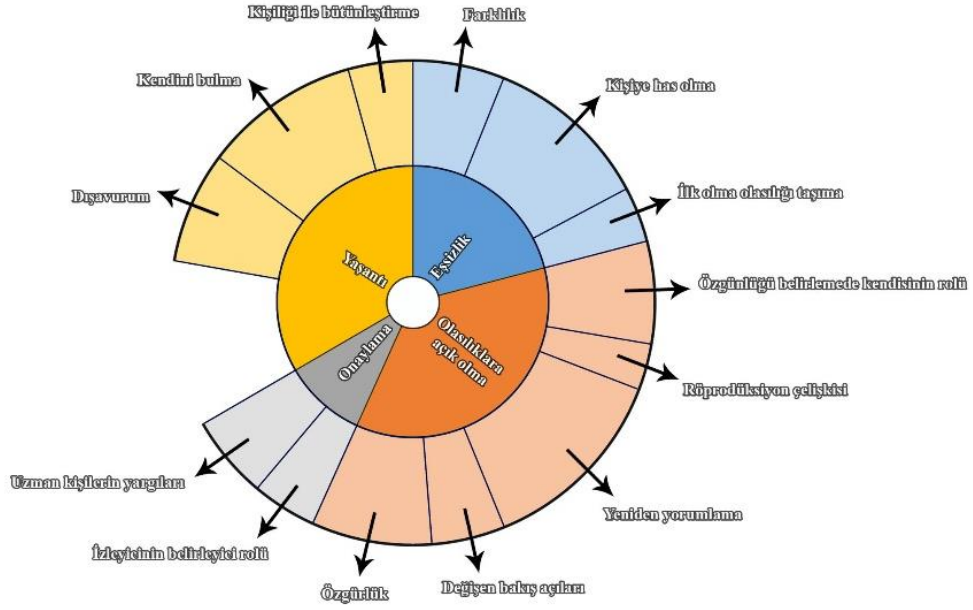 Kişiliği ile bütünleştirme
Farklılık
Kendini bulma
Kişiye has olma
Dışavurum
İlk olma olasılığı taşıma
Yaşantı
Eşsizlik
Özgünlüğü belirlemede kendisinin rolü
Onaylama
Olasılıklara
açık olma
Röprodüksiyon çelişkisi
Uzman kişilerin yargıları
Yeniden yorumlama
İzleyicinin belirleyici rolü
Özgürlük
Değişen bakış açıları